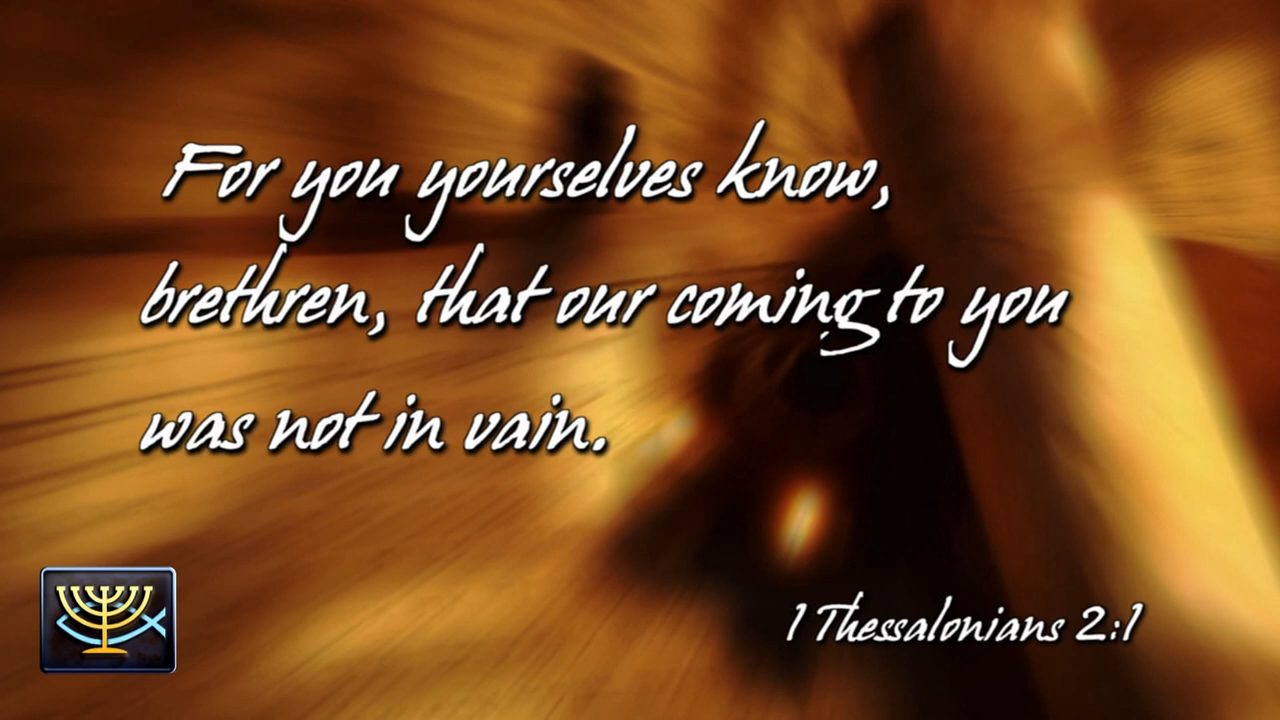 For you yourselves know,
brethren, that our coming to you
was not in vain.
1 Thessalonians 2:1